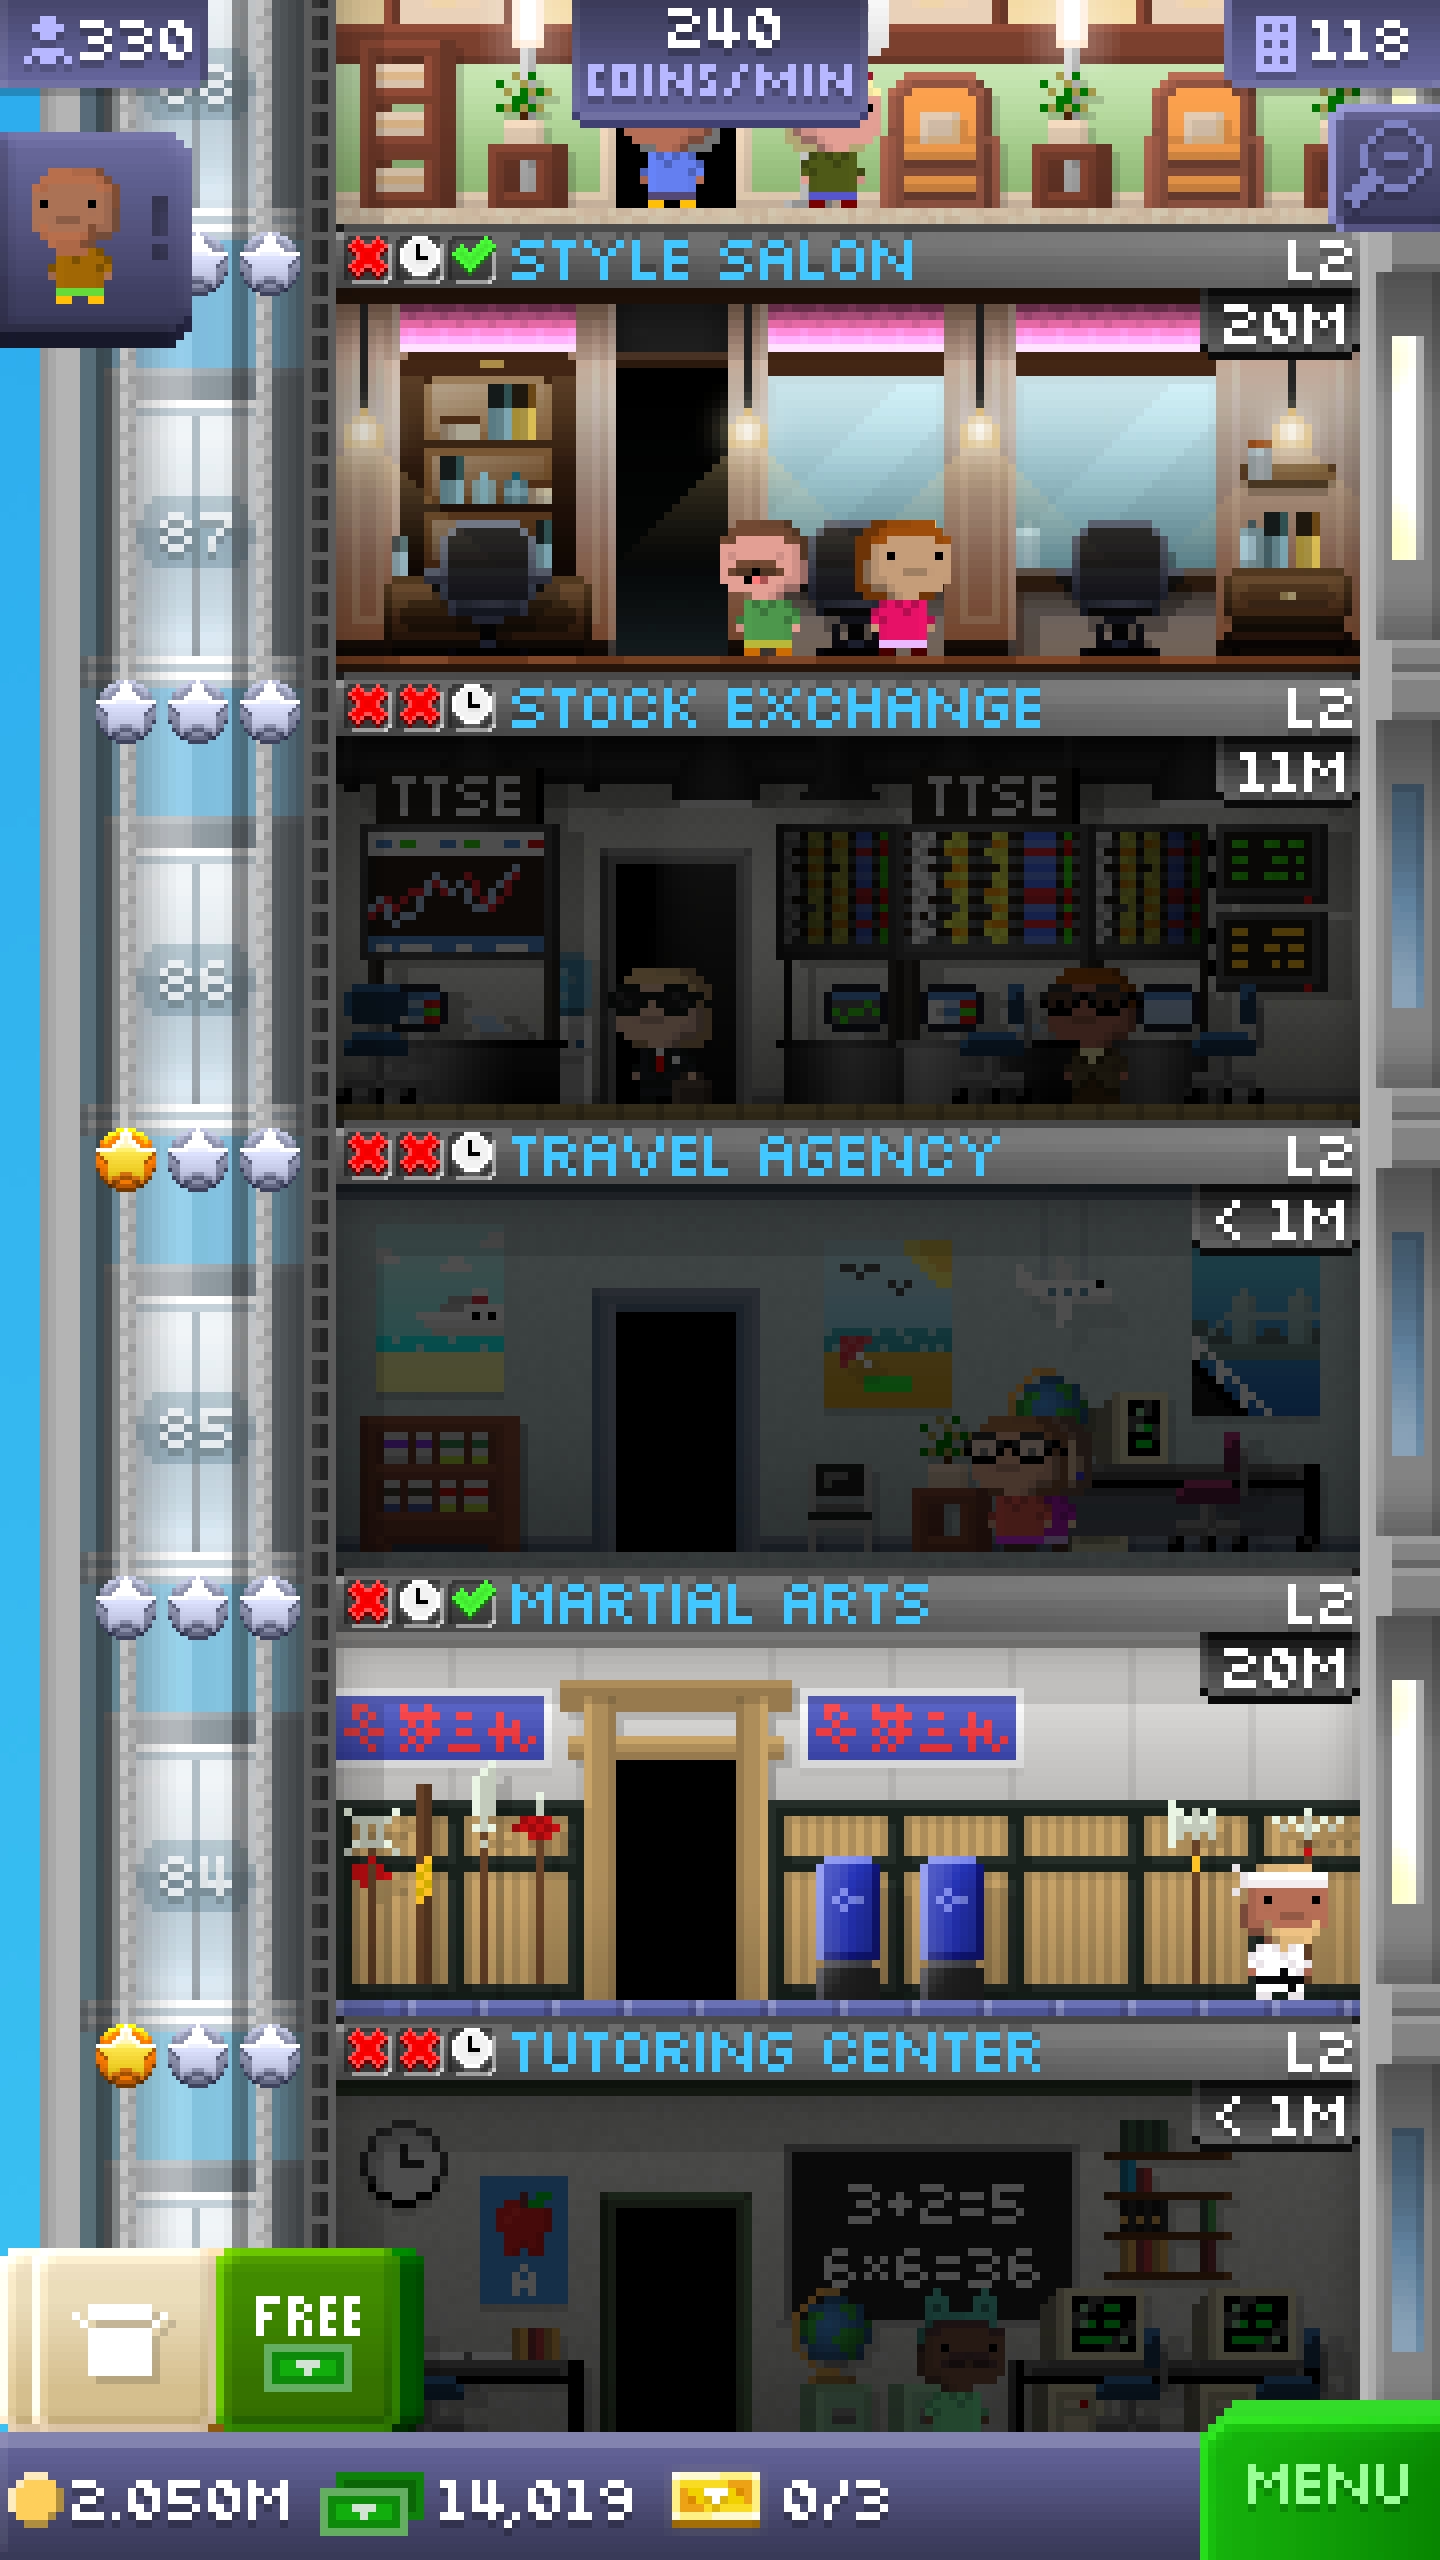 330
240
COINS/MIN
118
STYLE SALON L2
20M
87
STOCK EXCHANGE L2
11M
TTSE TTSE
86
TRAVEL AGENCY L2
< 1M
85
MARTIAL ARTS L2
20M
84
TUTORING CENTER L2
< 1M
3+2=5
6×6=36
A
FREE
2.050M 14,019 0/3
MENU